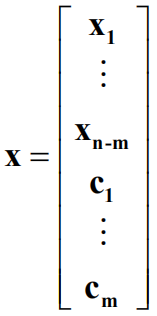 x₁
⋮
xₙ₋ₘ
x =
c₁
⋮
cₘ